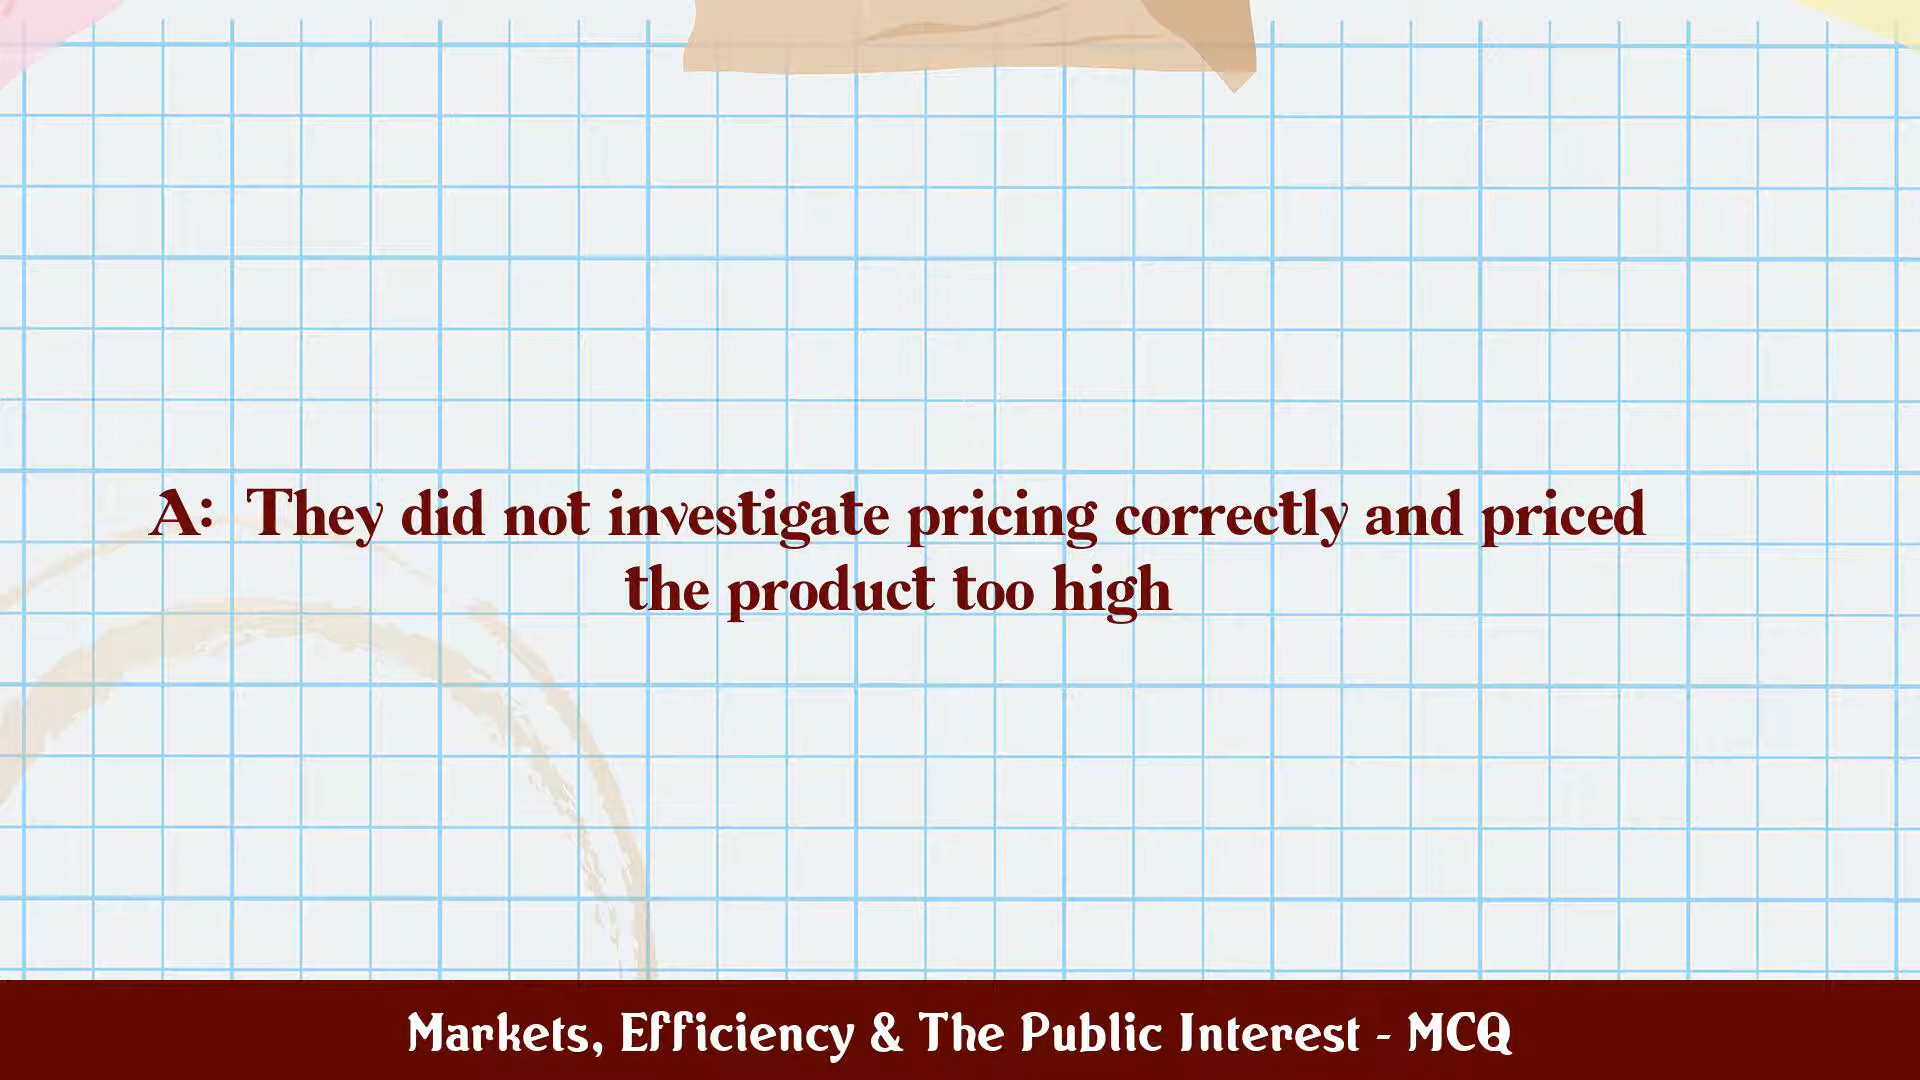 A: They did not investigate pricing correctly and priced
the product too high
Markets, Efficiency & The Public Interest - MCQ